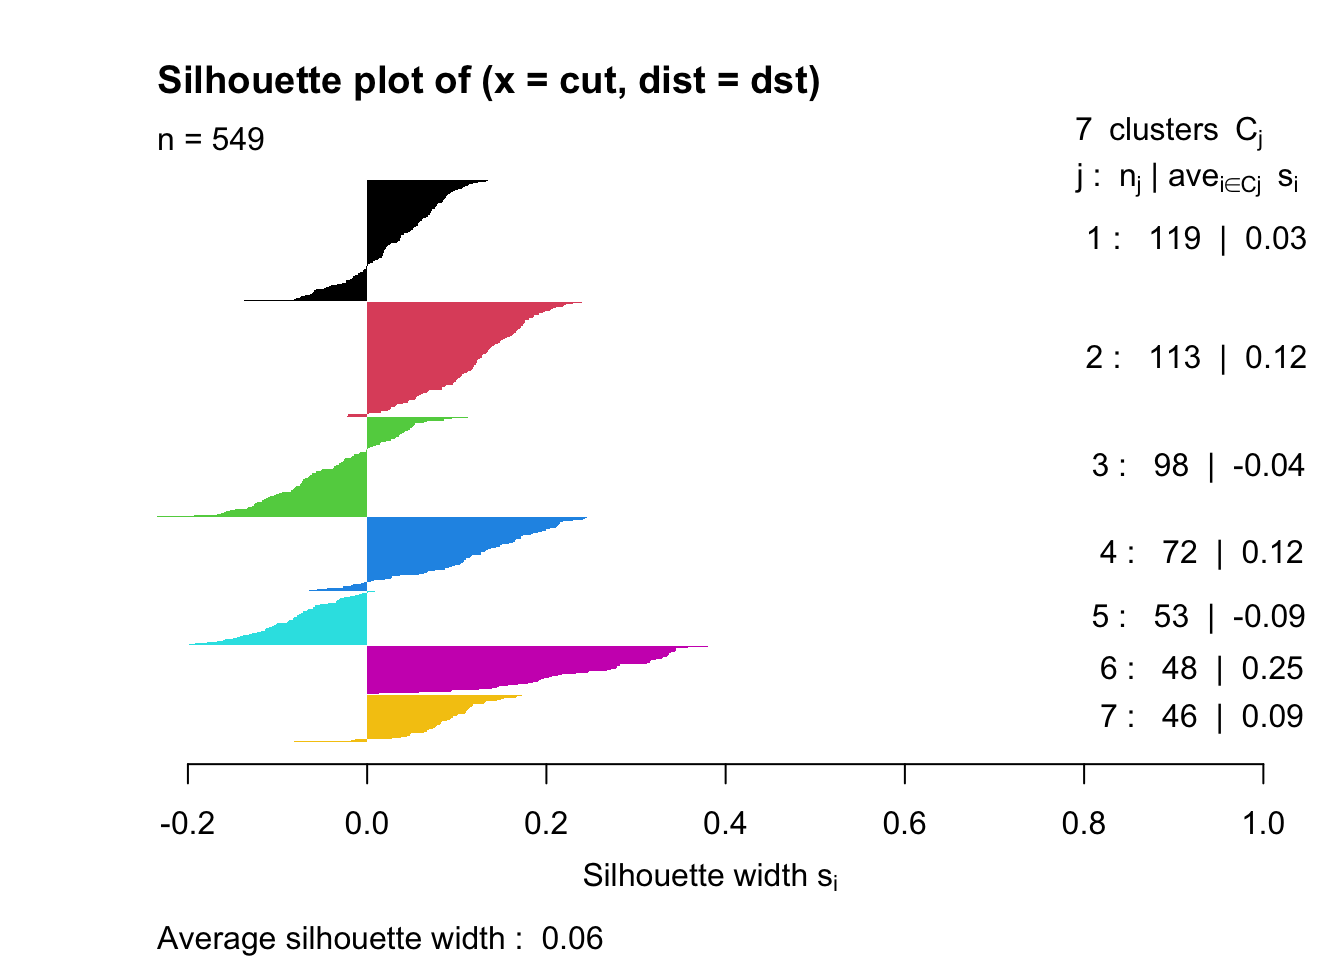 Silhouette plot of (x = cut, dist = dst)
n = 549
7 clusters Cj
j : nj | avei∈Cj si
1 : 119 | 0.03
2 : 113 | 0.12
3 : 98 | -0.04
4 : 72 | 0.12
5 : 53 | -0.09
6 : 48 | 0.25
7 : 46 | 0.09
-0.2 0.0 0.2 0.4 0.6 0.8 1.0
Silhouette width si
Average silhouette width : 0.06